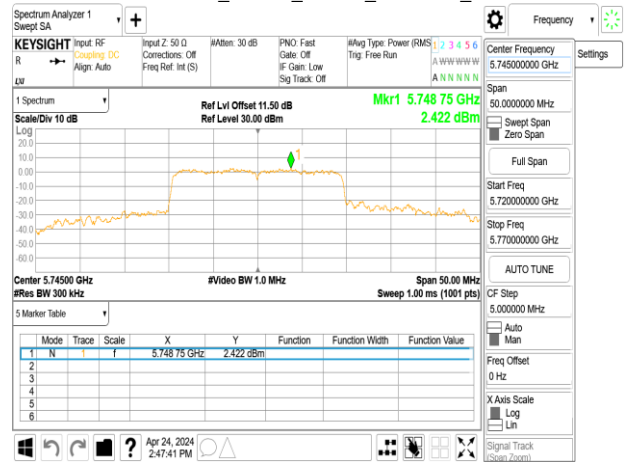 Spectrum Analyzer 1
Swept SA
Frequency
KEYSIGHT
R
LXI
Input: RF
Coupling: DC
Align: Auto
Input Z: 50 Ω
Corrections: Off
Freq Ref: Int (S)
#Atten: 30 dB
PNO: Fast
Gate: Off
IF Gain: Low
Sig Track: Off
#Avg Type: Power (RMS
Trig: Free Run
1 2 3 4 5 6
A W W W W W
A N N N N N
Center Frequency
5.745000000 GHz
Settings
Span
50.0000000 MHz
Swept Span
Zero Span
Full Span
Start Freq
5.720000000 GHz
Stop Freq
5.770000000 GHz
AUTO TUNE
CF Step
5.000000 MHz
Auto
Man
Freq Offset
0 Hz
X Axis Scale
Log
Lin
Signal Track
(Span Zoom)
1 Spectrum
Scale/Div 10 dB
Ref Lvl Offset 11.50 dB
Ref Level 30.00 dBm
Mkr1 5.748 75 GHz
2.422 dBm
Log
20.0
10.0
0.00
-10.0
-20.0
-30.0
-40.0
-50.0
-60.0
1
Center 5.74500 GHz
#Res BW 300 kHz
#Video BW 1.0 MHz
Span 50.00 MHz
Sweep 1.00 ms (1001 pts)
5 Marker Table
Mode Trace Scale X Y Function Function Width Function Value
1 N 1 f 5.748 75 GHz 2.422 dBm
2
3
4
5
6
?
Apr 24, 2024
2:47:41 PM